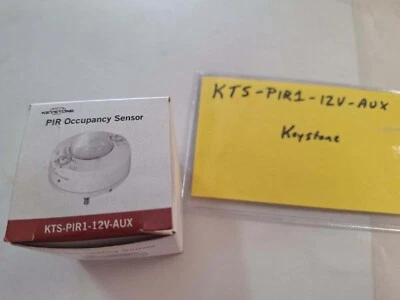 KEYSTONE
PIR Occupancy Sensor
KTS-PIR1-12V-AUX
KTS-PIR1-12V-AUX
Keystone